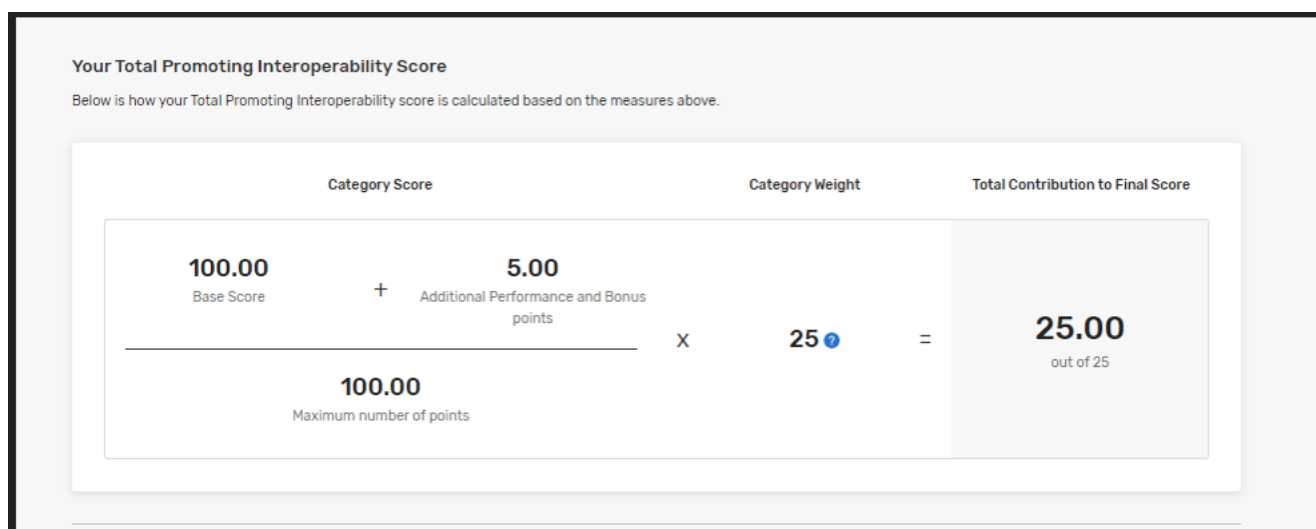 Your Total Promoting Interoperability Score
Below is how your Total Promoting Interoperability score is calculated based on the measures above.
Category Score
Category Weight
Total Contribution to Final Score
100.00
Base Score
+
5.00
Additional Performance and Bonus
points
100.00
Maximum number of points
X
25 ?
=
25.00
out of 25